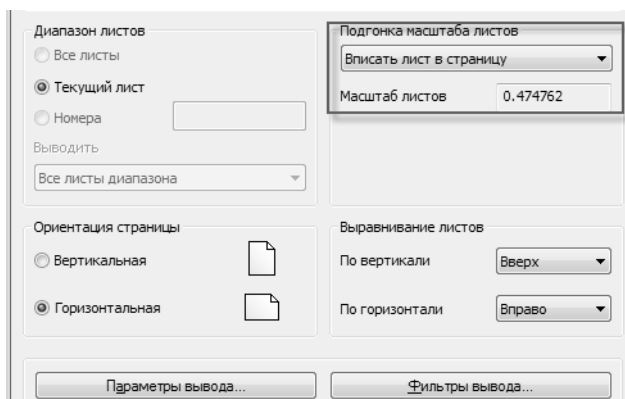 Диапазон листов
Все листы
Текущий лист
Номера
Выводить
Все листы диапазона
Подгонка масштаба листов
Вписать лист в страницу
Масштаб листов 0.474762
Ориентация страницы
Вертикальная
Горизонтальная
Выравнивание листов
По вертикали Вверх
По горизонтали Вправо
Параметры вывода...
Фильтры вывода...